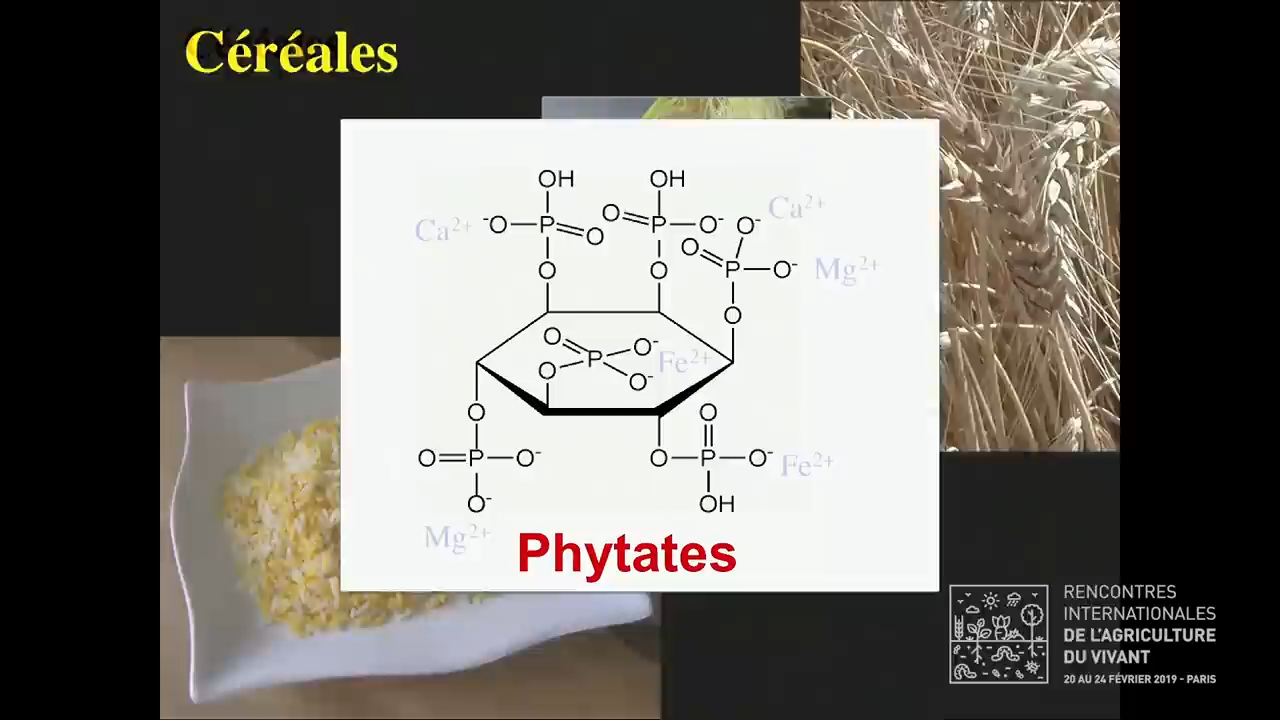 Céréales
OH OH
Ca²⁺ ⁻O P O O P O⁻ O⁻ Ca²⁺
O P O⁻ Mg²⁺
O O
O
O P O⁻ Fe²⁺
O O⁻
O O
O P O⁻ O P O⁻ Fe²⁺
O⁻ OH
Mg²⁺
Phytates
RENCONTRES
INTERNATIONALES
DE L'AGRICULTURE
DU VIVANT
20 AU 24 FÉVRIER 2019 - PARIS